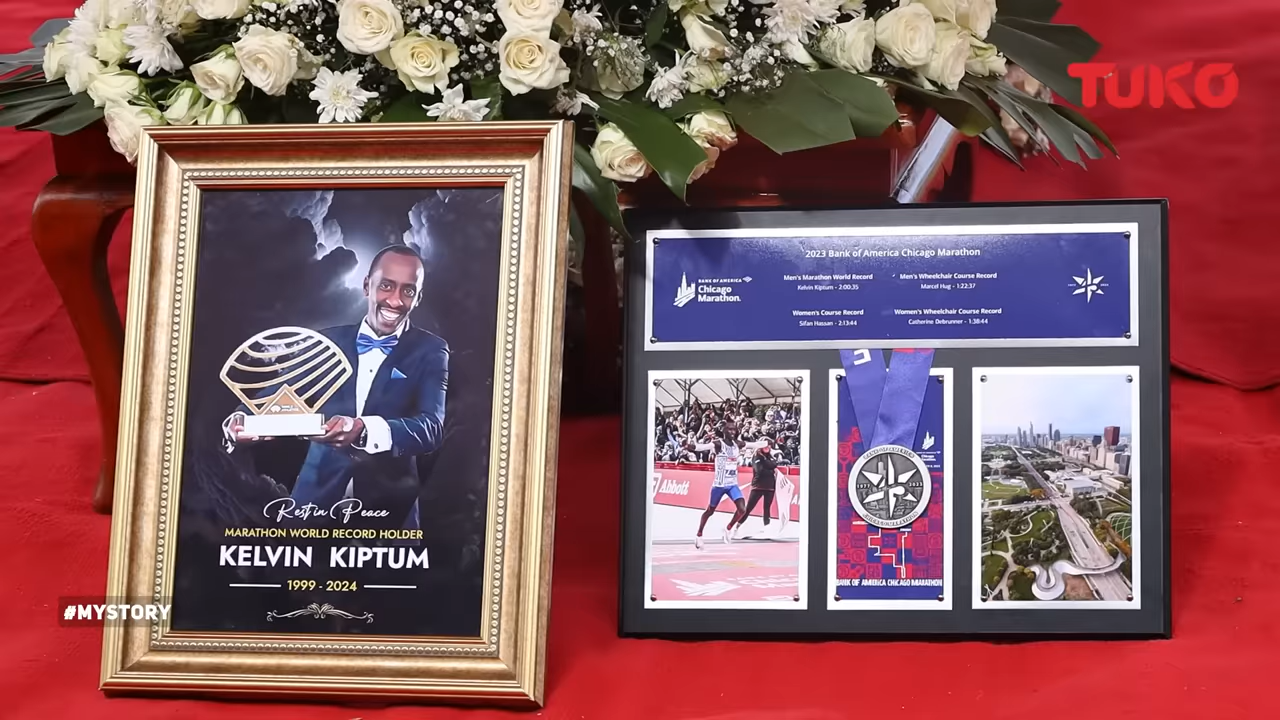 TUKO
Rest in Peace
MARATHON WORLD RECORD HOLDER
KELVIN KIPTUM
1999 - 2024
#MYSTORY
2023 Bank of America Chicago Marathon
BANK OF AMERICA
Chicago
Marathon.
Men's Marathon World Record
Kelvin Kiptum - 2:00:35
Men's Wheelchair Course Record
Marcel Hug - 1:22:37
Women's Course Record
Sifan Hassan - 2:13:44
Women's Wheelchair Course Record
Catherine Debrunner - 1:38:44
Abbott
BANK OF AMERICA CHICAGO MARATHON